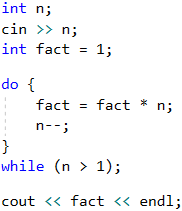 int n;
cin >> n;
int fact = 1;
do {
fact = fact * n;
n--;
}
while (n > 1);
cout << fact << endl;